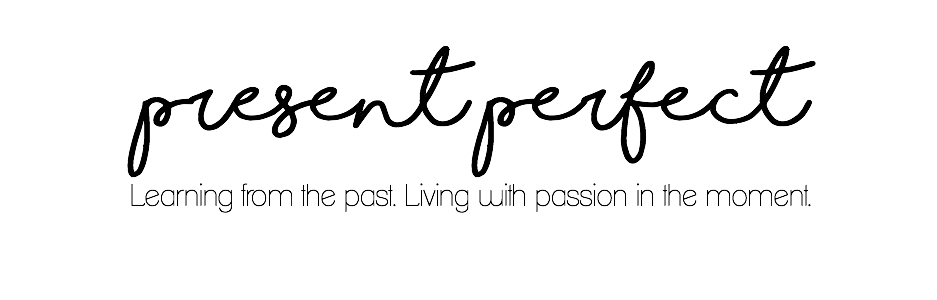 present perfect
Learning from the past. Living with passion in the moment.